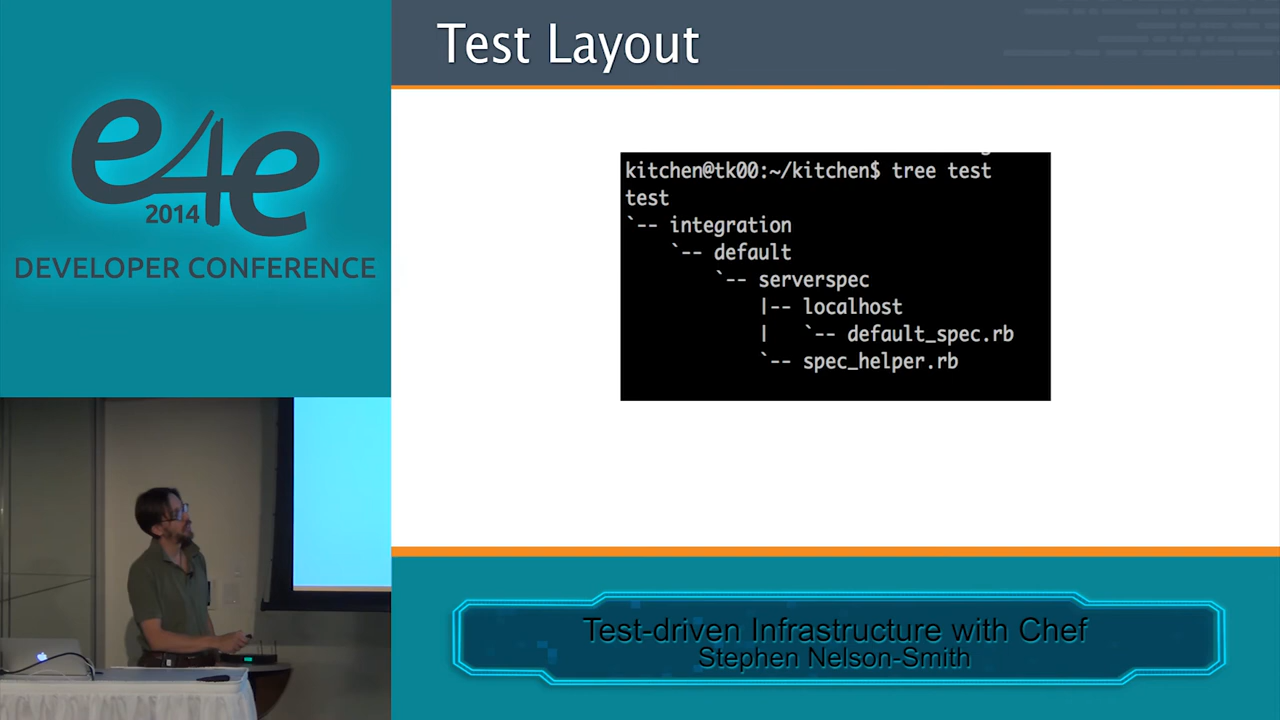 Test Layout
e4e
2014
DEVELOPER CONFERENCE
kitchen@tk00:~/kitchen$ tree test
test
`-- integration
`-- default
`-- serverspec
|-- localhost
| `-- default_spec.rb
`-- spec_helper.rb
Test-driven Infrastructure with Chef
Stephen Nelson-Smith